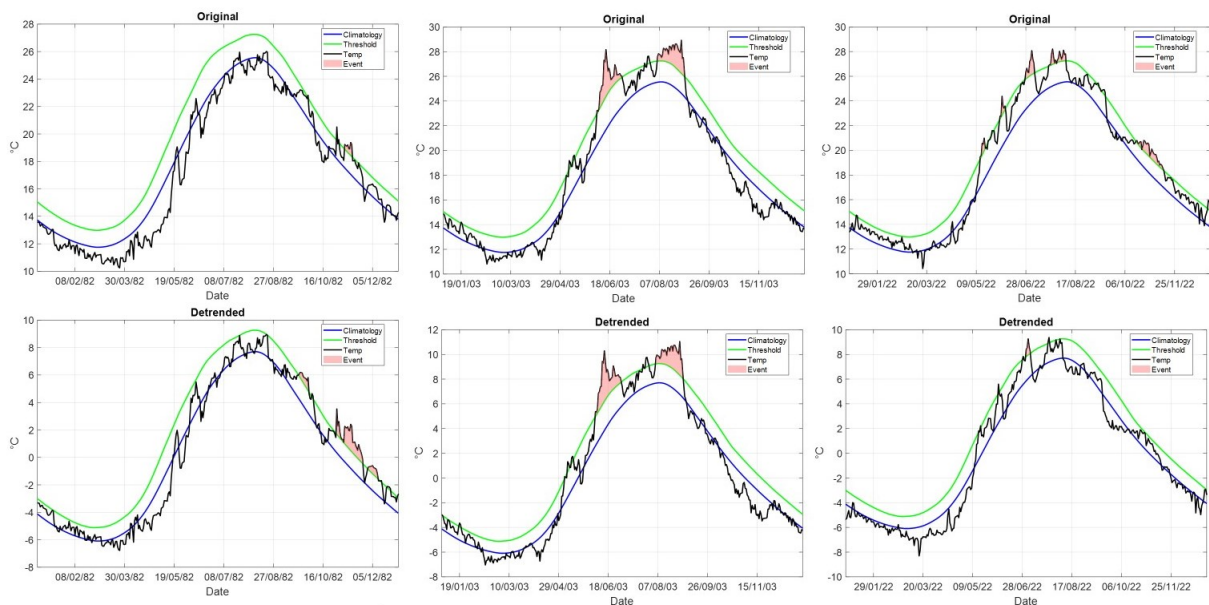 Original
28
26
24
22
20
18
16
14
12
10
°C
Climatology
Threshold
Temp
Event
08/02/82 30/03/82 19/05/82 08/07/82 27/08/82 16/10/82 05/12/82
Date
Original
30
28
26
24
22
20
18
16
14
12
10
°C
Climatology
Threshold
Temp
Event
19/01/03 10/03/03 29/04/03 18/06/03 07/08/03 26/09/03 15/11/03
Date
Original
30
28
26
24
22
20
18
16
14
12
10
°C
Climatology
Threshold
Temp
Event
29/01/22 20/03/22 09/05/22 28/06/22 17/08/22 06/10/22 25/11/22
Date
Detrended
10
8
6
4
2
0
-2
-4
-6
-8
°C
Climatology
Threshold
Temp
Event
08/02/82 30/03/82 19/05/82 08/07/82 27/08/82 16/10/82 05/12/82
Date
Detrended
12
10
8
6
4
2
0
-2
-4
-6
-8
°C
Climatology
Threshold
Temp
Event
19/01/03 10/03/03 29/04/03 18/06/03 07/08/03 26/09/03 15/11/03
Date
Detrended
10
8
6
4
2
0
-2
-4
-6
-8
-10
°C
Climatology
Threshold
Temp
Event
29/01/22 20/03/22 09/05/22 28/06/22 17/08/22 06/10/22 25/11/22
Date